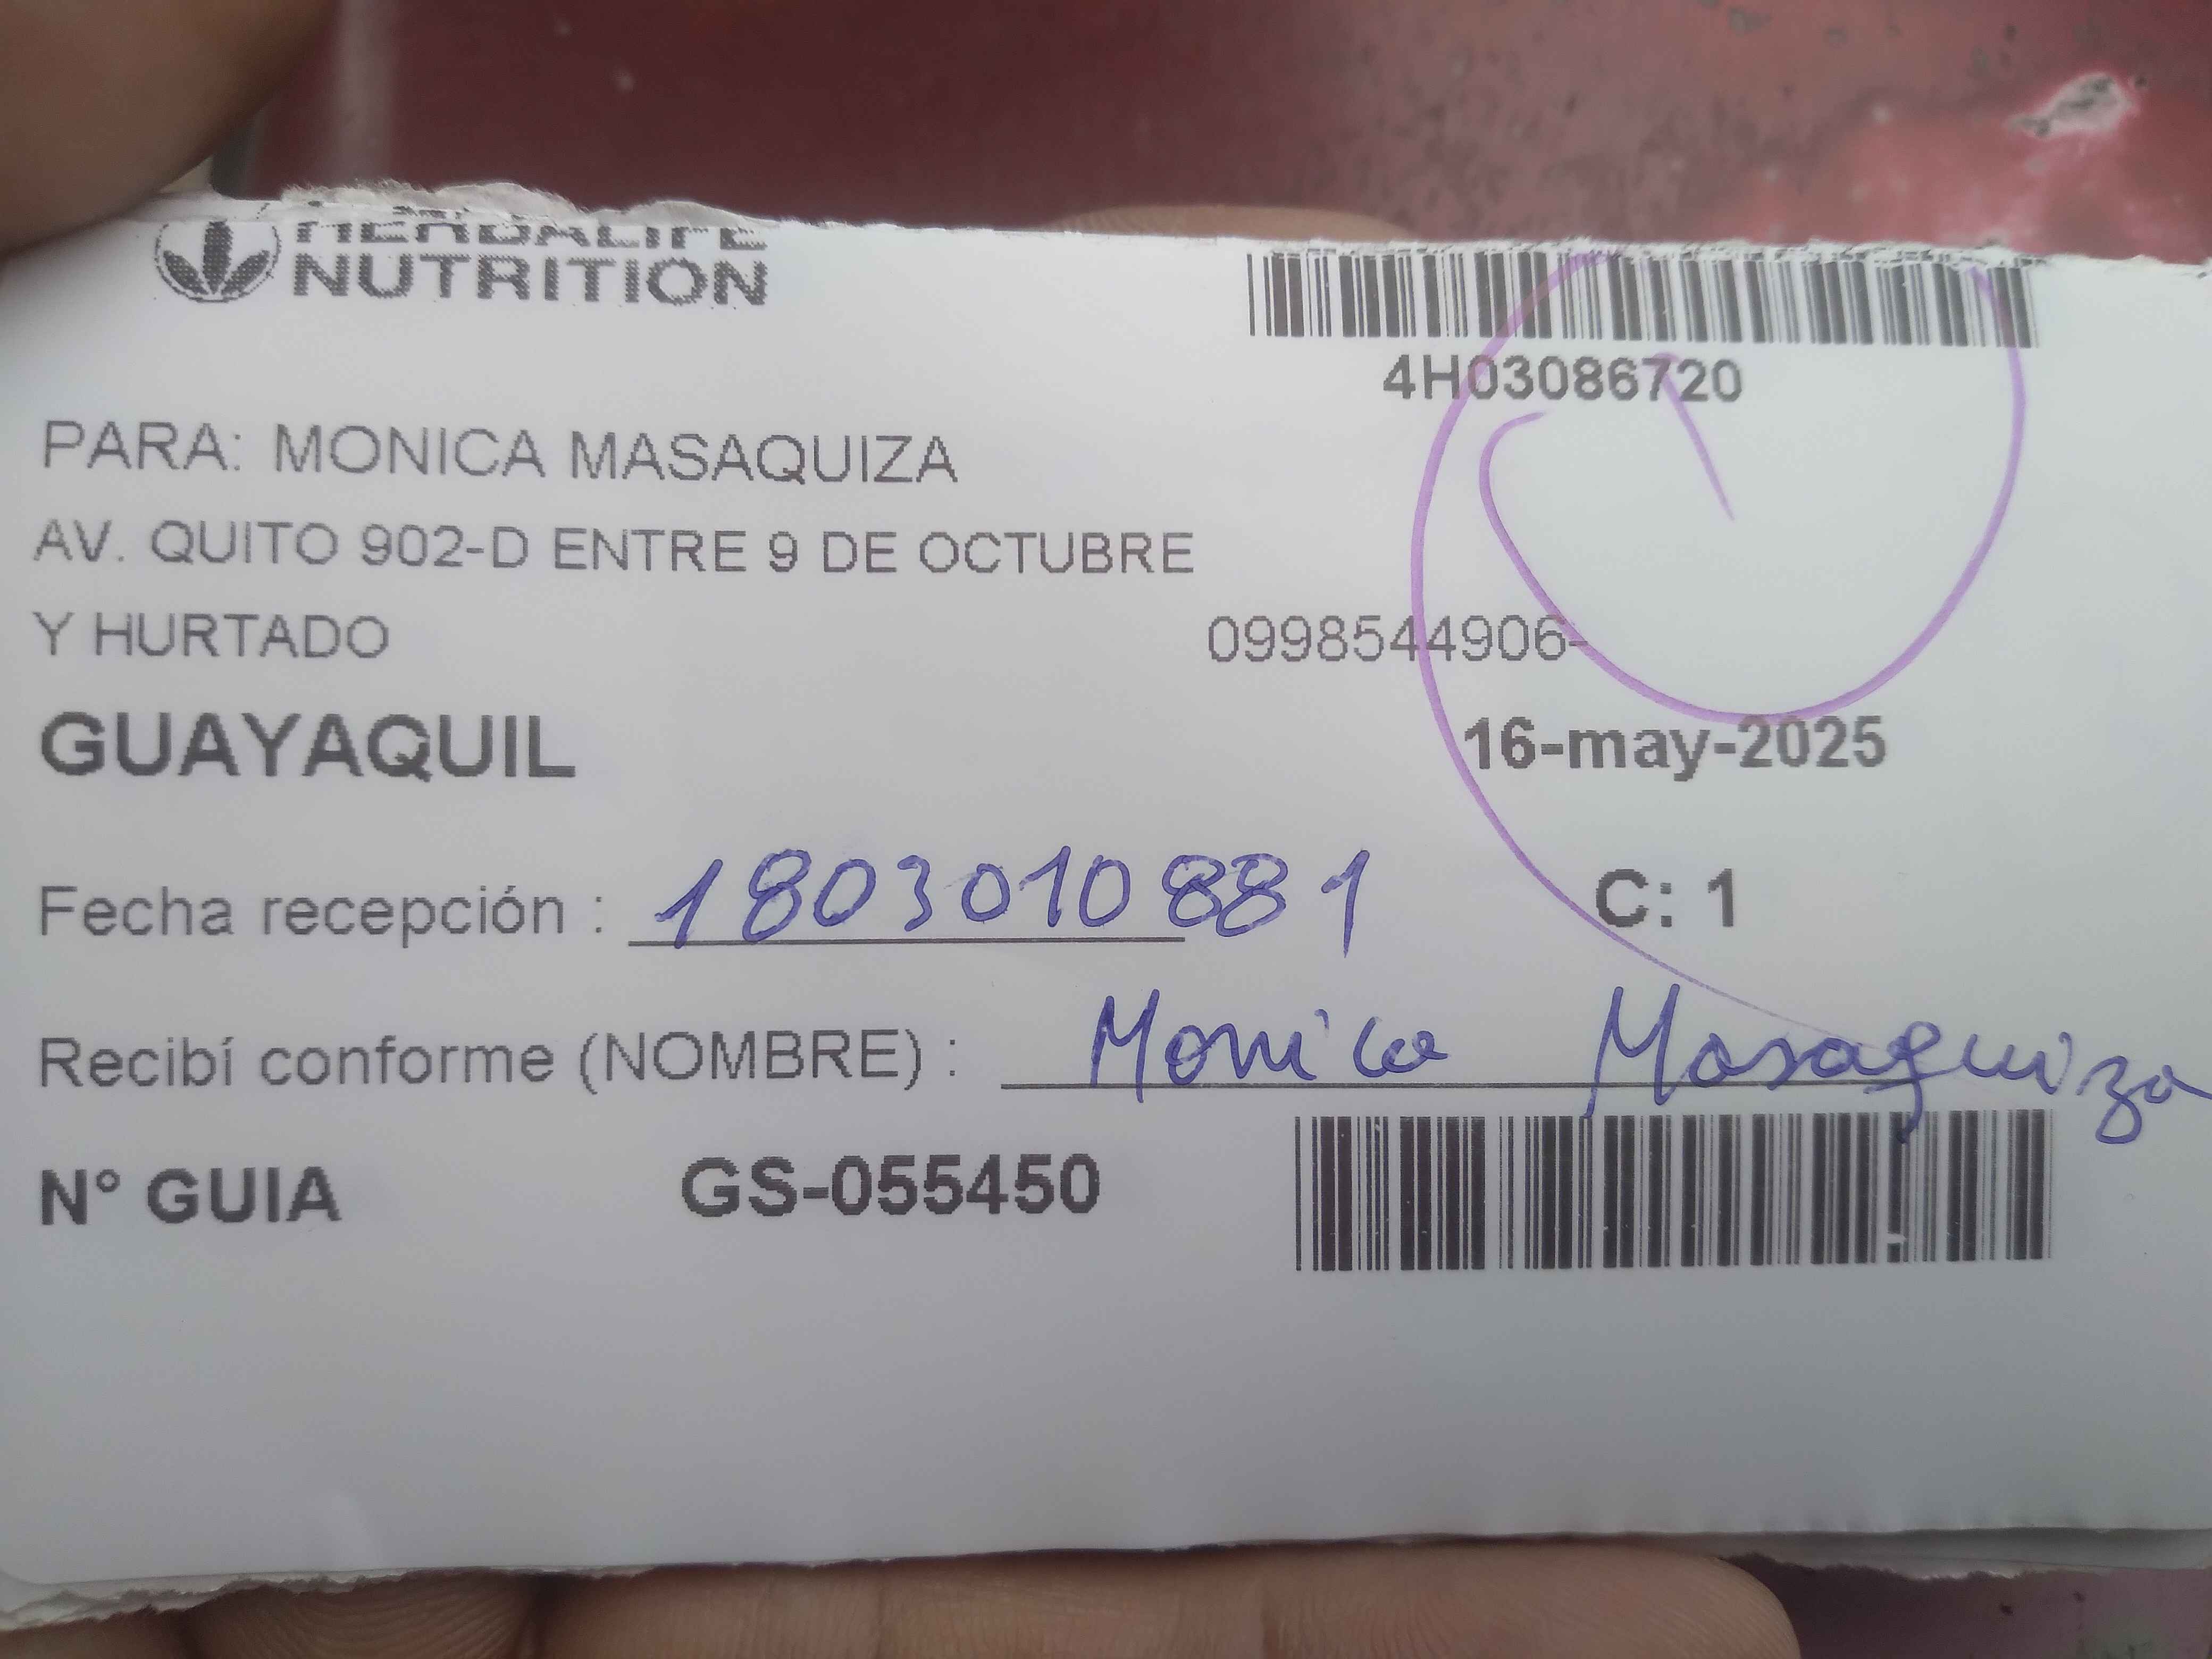 HERBALIFE
NUTRITION
4H03086720
PARA: MONICA MASAQUIZA
AV. QUITO 902-D ENTRE 9 DE OCTUBRE
Y HURTADO 0998544906-
GUAYAQUIL 16-may-2025
Fecha recepción : 1803010881 C: 1
Recibí conforme (NOMBRE) : Monica Masaquiza
N° GUIA GS-055450